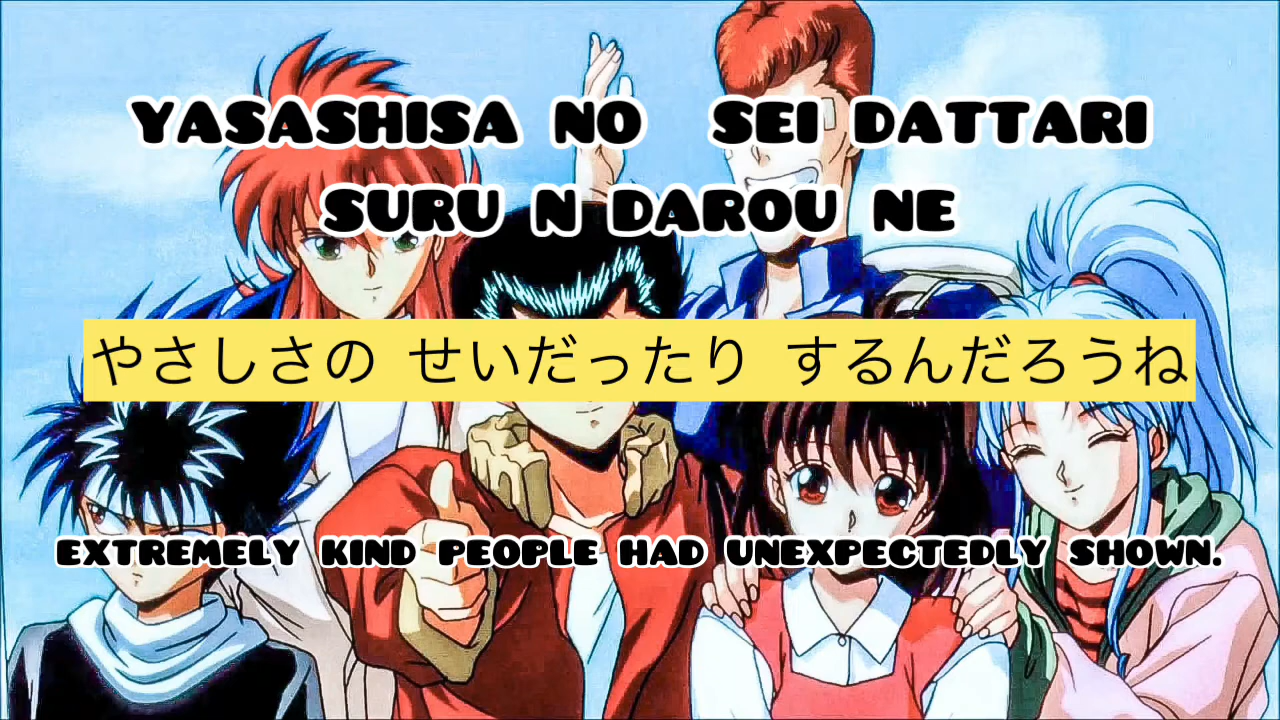 YASASHISA NO SEI DATTARI
SURU N DAROU NE
やさしさの せいだったり するんだろうね
EXTREMELY KIND PEOPLE HAD UNEXPECTEDLY SHOWN.